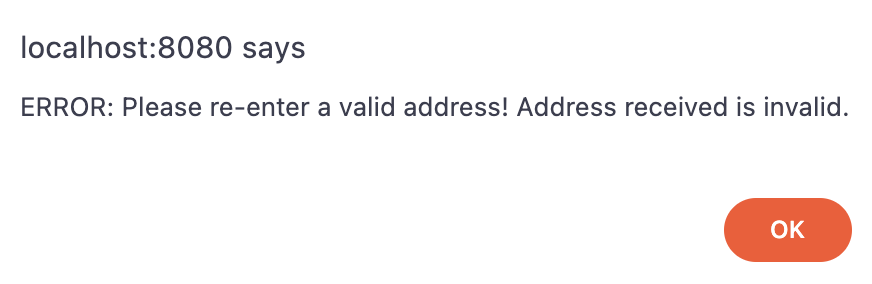 localhost:8080 says
ERROR: Please re-enter a valid address! Address received is invalid.
OK